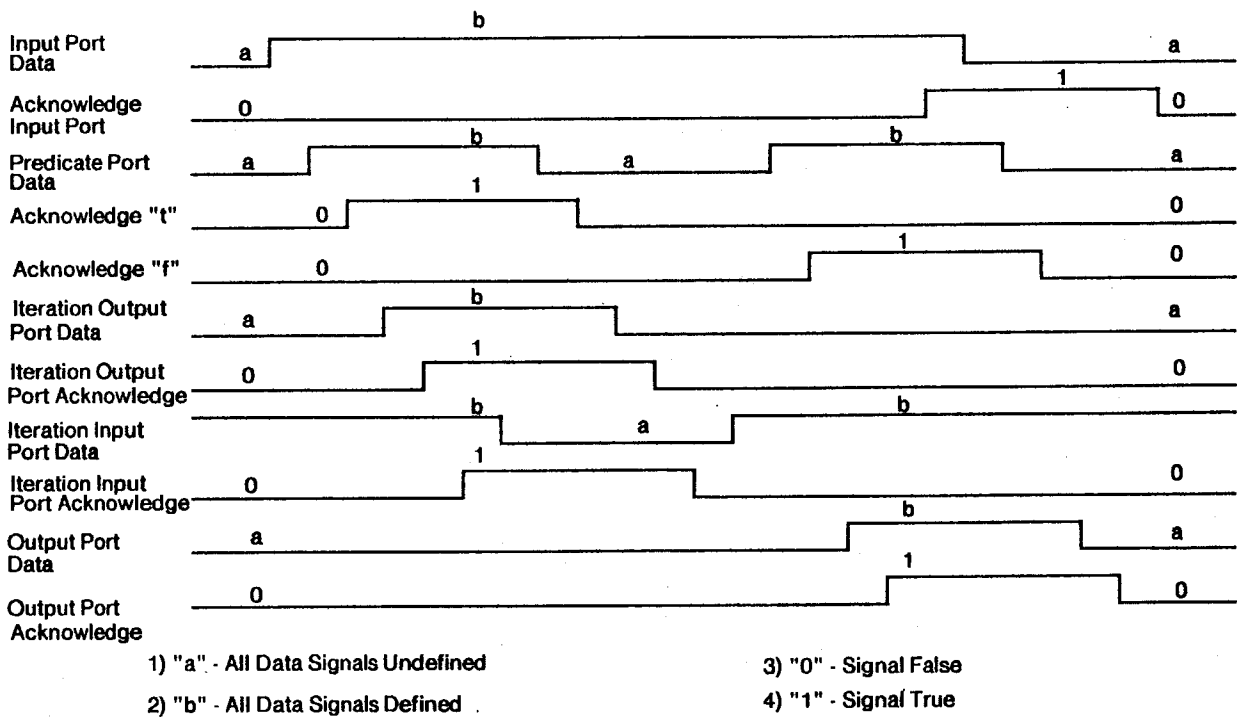 b
Input Port
Data
a
a
1
Acknowledge
Input Port
0
0
b
b
Predicate Port
Data
a
a
a
1
Acknowledge "t"
0
0
1
Acknowledge "f"
0
0
b
Iteration Output
Port Data
a
a
1
Iteration Output
Port Acknowledge
0
0
b
b
Iteration Input
Port Data
a
1
Iteration Input
Port Acknowledge
0
0
b
Output Port
Data
a
a
1
Output Port
Acknowledge
0
0
1) "a" - All Data Signals Undefined
2) "b" - All Data Signals Defined
3) "0" - Signal False
4) "1" - Signal True